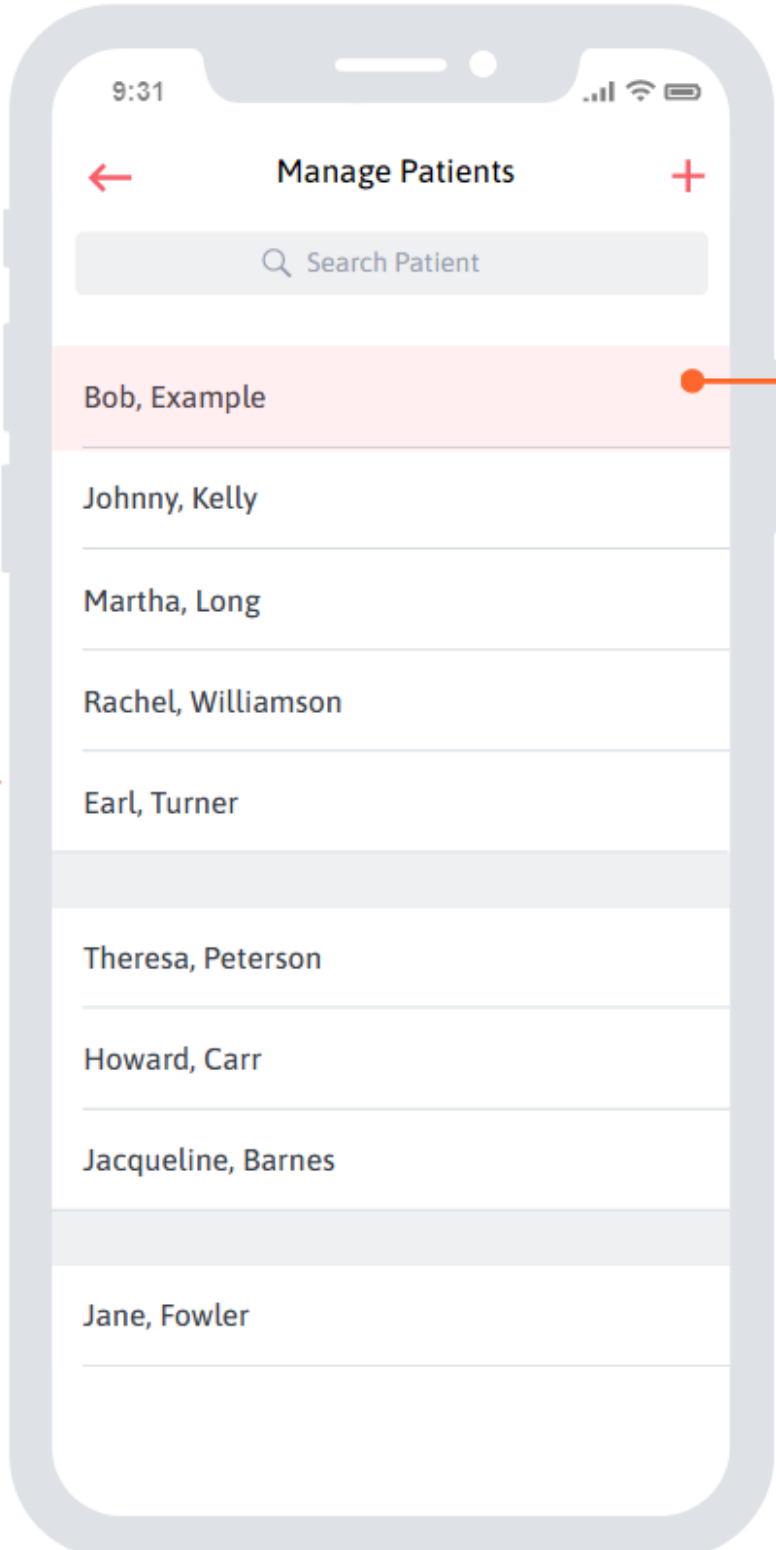 9:31
Manage Patients
Search Patient
Bob, Example
Johnny, Kelly
Martha, Long
Rachel, Williamson
Earl, Turner
Theresa, Peterson
Howard, Carr
Jacqueline, Barnes
Jane, Fowler